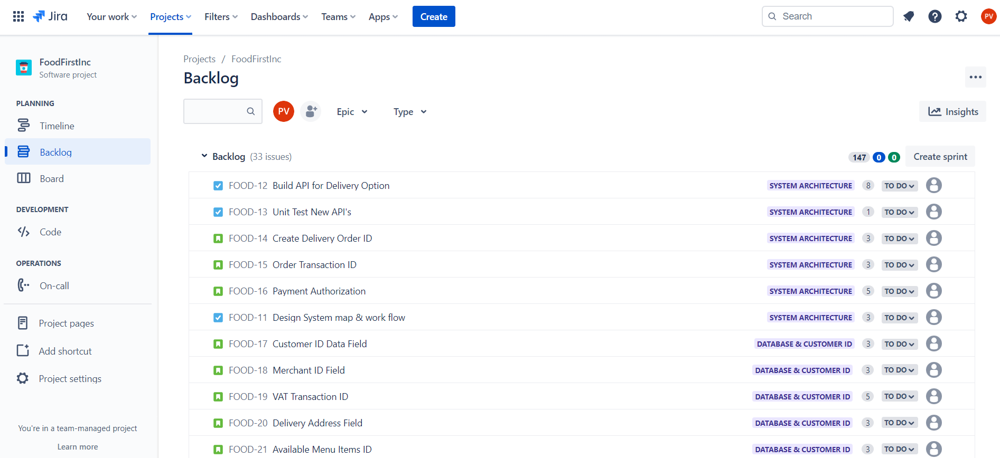 Jira Your work Projects Filters Dashboards Teams Apps Create Search PV
FoodFirstInc
Software project
PLANNING
Timeline
Backlog
Board
DEVELOPMENT
Code
OPERATIONS
On-call
Project pages
Add shortcut
Project settings
You're in a team-managed project
Learn more
Projects / FoodFirstInc
Backlog
PV Epic Type Insights
Backlog (33 issues) 147 0 0 Create sprint
FOOD-12 Build API for Delivery Option SYSTEM ARCHITECTURE 8 TO DO
FOOD-13 Unit Test New API's SYSTEM ARCHITECTURE 1 TO DO
FOOD-14 Create Delivery Order ID SYSTEM ARCHITECTURE 3 TO DO
FOOD-15 Order Transaction ID SYSTEM ARCHITECTURE 3 TO DO
FOOD-16 Payment Authorization SYSTEM ARCHITECTURE 5 TO DO
FOOD-11 Design System map & work flow SYSTEM ARCHITECTURE 3 TO DO
FOOD-17 Customer ID Data Field DATABASE & CUSTOMER ID 3 TO DO
FOOD-18 Merchant ID Field DATABASE & CUSTOMER ID 3 TO DO
FOOD-19 VAT Transaction ID DATABASE & CUSTOMER ID 5 TO DO
FOOD-20 Delivery Address Field DATABASE & CUSTOMER ID 3 TO DO
FOOD-21 Available Menu Items ID DATABASE & CUSTOMER ID 3 TO DO